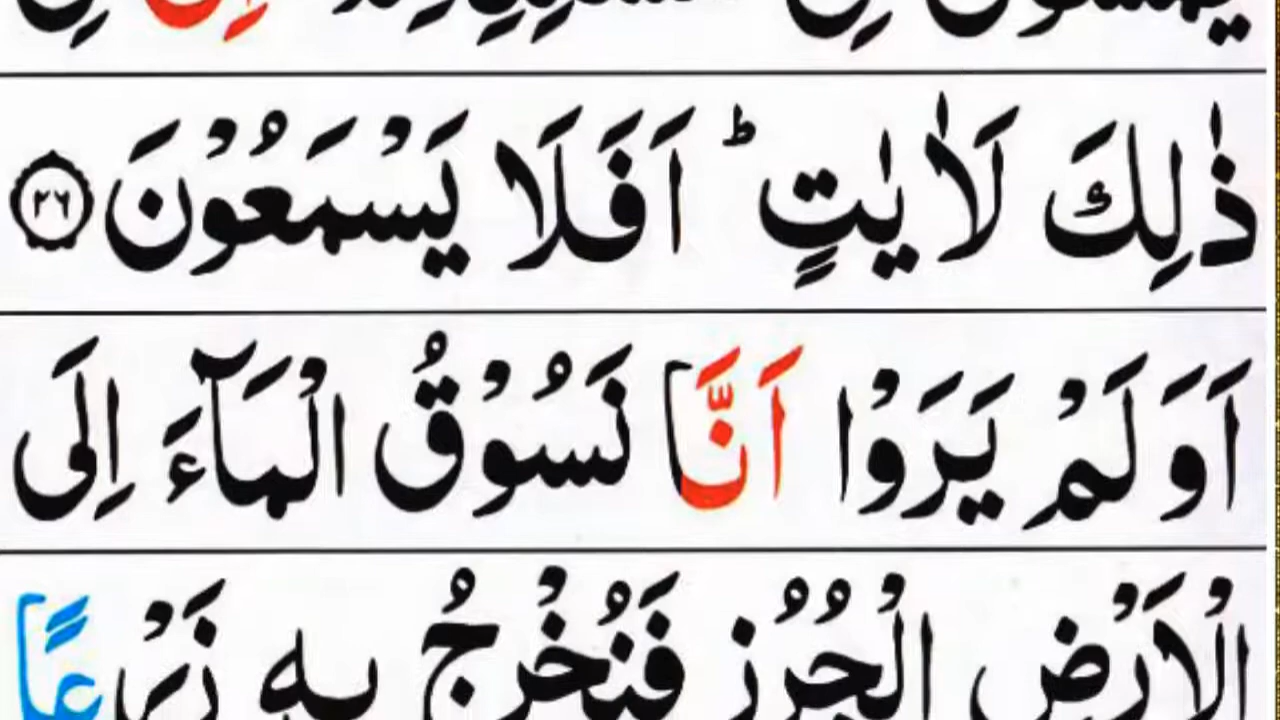 يَمْشُوْنَ فِيْ مَسٰكِنِهِمْ ؕ اِنَّ فِيْ
ذٰلِكَ لَاٰيٰتٍ ؕ اَفَلَا يَسْمَعُوْنَ ۲۶
اَوَلَمْ يَرَوْا اَنَّا نَسُوْقُ الْمَآءَ اِلَى
الْاَرْضِ الْجُرُزِ فَنُخْرِجُ بِهٖ زَرْعًا